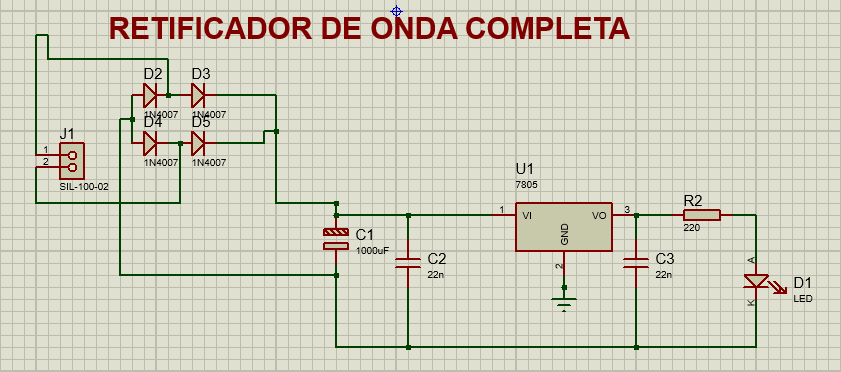 RETIFICADOR DE ONDA COMPLETA
D2
D3
1N4007
1N4007
D4
D5
1N4007
1N4007
J1
1
2
SIL-100-02
C1
1000uF
C2
22n
U1
7805
1
VI
VO
3
GND
2
C3
22n
R2
220
A
K
D1
LED